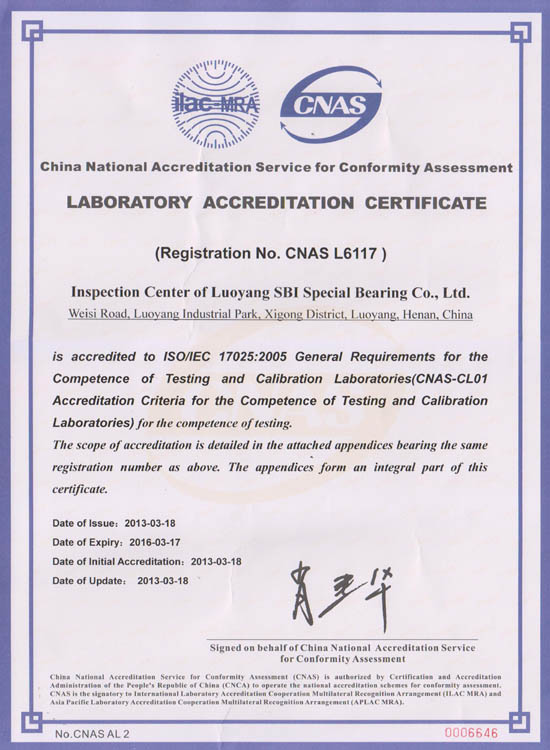 ilac-MRA
CNAS
China National Accreditation Service for Conformity Assessment
LABORATORY ACCREDITATION CERTIFICATE
(Registration No. CNAS L6117 )
Inspection Center of Luoyang SBI Special Bearing Co., Ltd.
Weisi Road, Luoyang Industrial Park, Xigong District, Luoyang, Henan, China
is accredited to ISO/IEC 17025:2005 General Requirements for the
Competence of Testing and Calibration Laboratories(CNAS-CL01
Accreditation Criteria for the Competence of Testing and Calibration
Laboratories) for the competence of testing.
The scope of accreditation is detailed in the attached appendices bearing the same
registration number as above. The appendices form an integral part of this
certificate.
Date of Issue: 2013-03-18
Date of Expiry: 2016-03-17
Date of Initial Accreditation: 2013-03-18
Date of Update: 2013-03-18
Signed on behalf of China National Accreditation Service
for Conformity Assessment
China National Accreditation Service for Conformity Assessment (CNAS) is authorized by Certification and Accreditation
Administration of the People's Republic of China (CNCA) to operate the national accreditation schemes for conformity assessment.
CNAS is the signatory to International Laboratory Accreditation Cooperation Multilateral Recognition Arrangement (ILAC MRA) and
Asia Pacific Laboratory Accreditation Cooperation Multilateral Recognition Arrangement (APLAC MRA).
No.CNAS AL 2
0006646